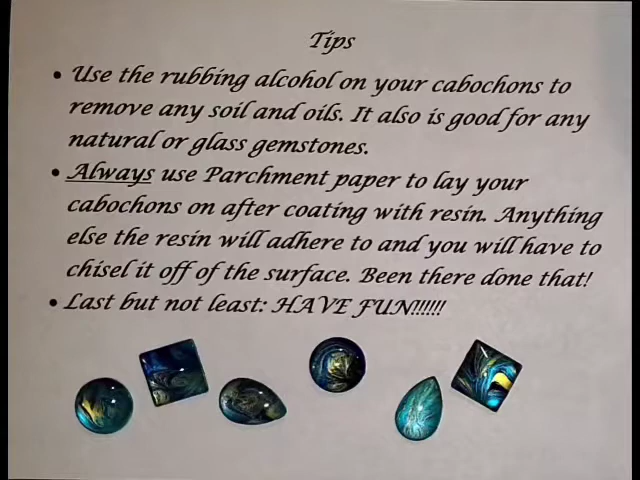 Tips
• Use the rubbing alcohol on your cabochons to
remove any soil and oils. It also is good for any
natural or glass gemstones.
• Always use Parchment paper to lay your
cabochons on after coating with resin. Anything
else the resin will adhere to and you will have to
chisel it off of the surface. Been there done that!
• Last but not least: HAVE FUN!!!!!!